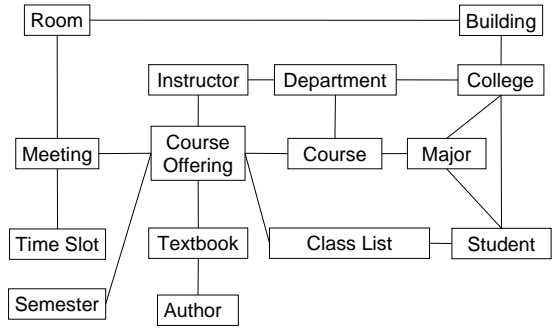 Room
Building
Instructor
Department
College
Meeting
Course
Offering
Course
Major
Time Slot
Textbook
Class List
Student
Semester
Author